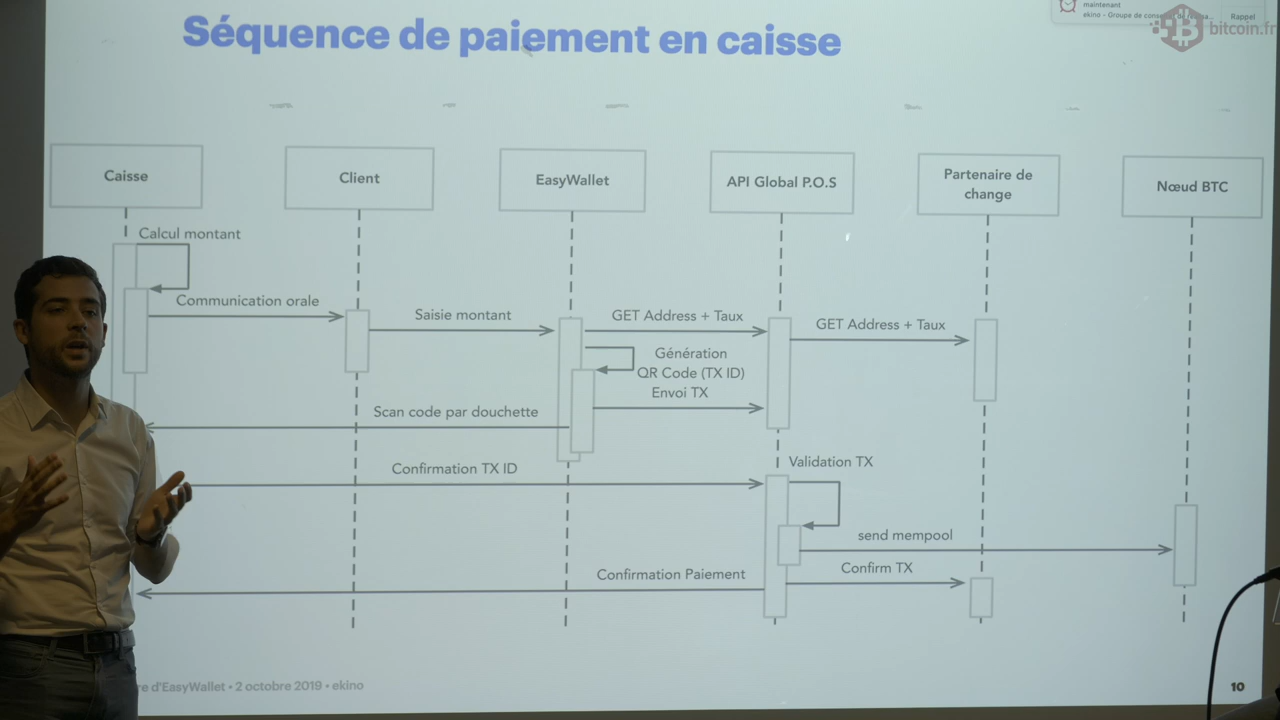 Séquence de paiement en caisse
maintenant
Rappel
bitcoin.fr
Caisse
Client
EasyWallet
API Global P.O.S
Partenaire de
change
Nœud BTC
Calcul montant
Communication orale
Saisie montant
GET Address + Taux
GET Address + Taux
Génération
QR Code (TX ID)
Envoi TX
Scan code par douchette
Confirmation TX ID
Validation TX
send mempool
Confirmation Paiement
Confirm TX
d'EasyWallet • 2 octobre 2019 • ekino
10